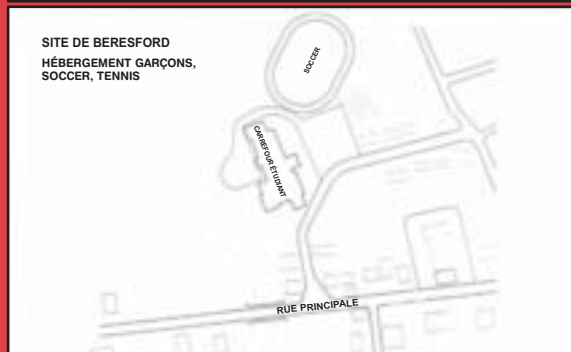 SITE DE BERESFORD
HÉBERGEMENT GARÇONS,
SOCCER, TENNIS
SOCCER
CARREFOUR ÉTUDIANT
RUE PRINCIPALE